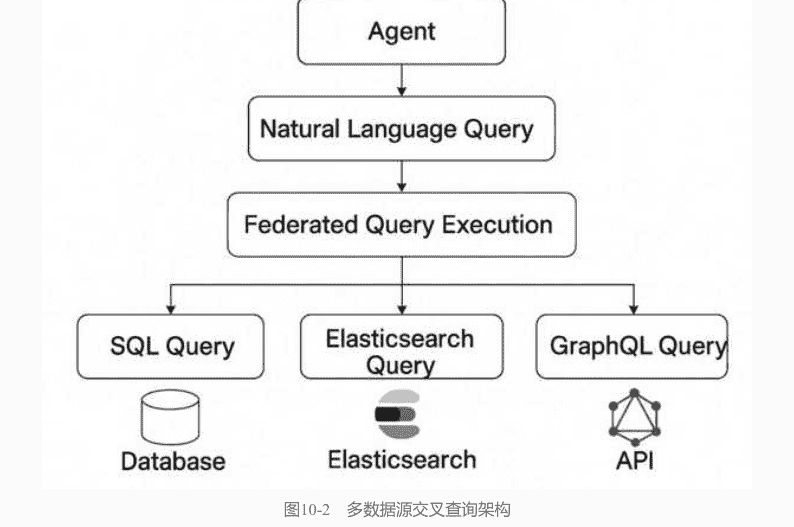 Agent
Natural Language Query
Federated Query Execution
SQL Query
Elasticsearch
Query
GraphQL Query
Database
Elasticsearch
API
图10-2 多数据源交叉查询架构